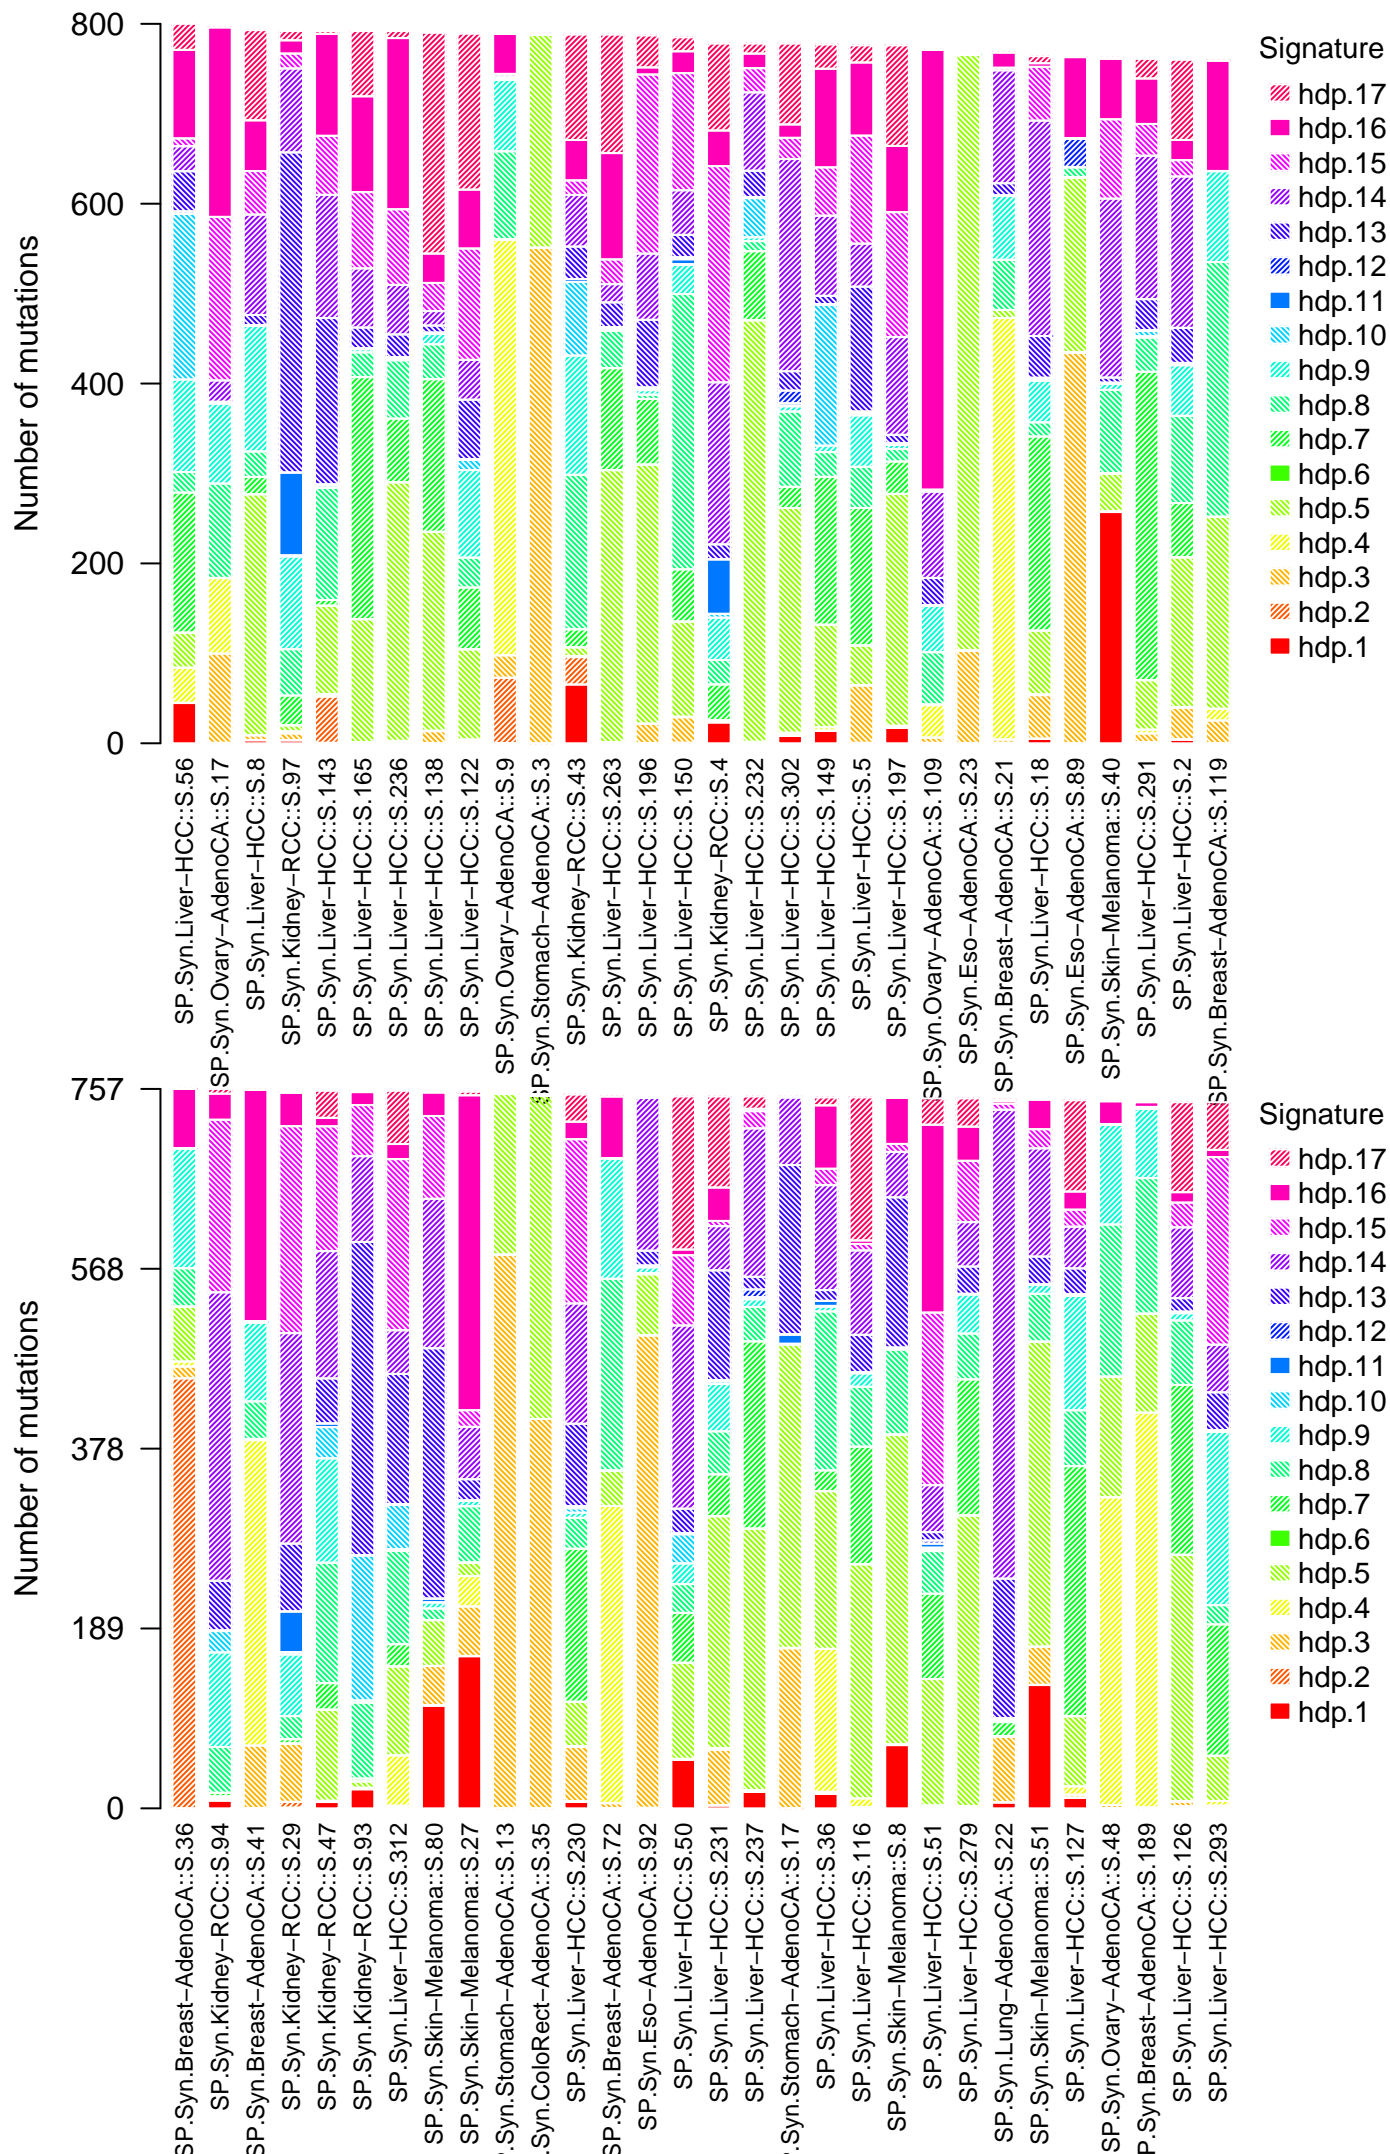 800
600
400
200
0
Number of mutations
Signature
hdp.17
hdp.16
hdp.15
hdp.14
hdp.13
hdp.12
hdp.11
hdp.10
hdp.9
hdp.8
hdp.7
hdp.6
hdp.5
hdp.4
hdp.3
hdp.2
hdp.1
SP.Syn.Liver−HCC::S.56
SP.Syn.Ovary−AdenoCA::S.17
SP.Syn.Liver−HCC::S.8
SP.Syn.Kidney−RCC::S.97
SP.Syn.Liver−HCC::S.143
SP.Syn.Liver−HCC::S.165
SP.Syn.Liver−HCC::S.236
SP.Syn.Liver−HCC::S.138
SP.Syn.Liver−HCC::S.122
SP.Syn.Ovary−AdenoCA::S.9
SP.Syn.Stomach−AdenoCA::S.3
SP.Syn.Kidney−RCC::S.43
SP.Syn.Liver−HCC::S.263
SP.Syn.Liver−HCC::S.196
SP.Syn.Liver−HCC::S.150
SP.Syn.Kidney−RCC::S.4
SP.Syn.Liver−HCC::S.232
SP.Syn.Liver−HCC::S.302
SP.Syn.Liver−HCC::S.149
SP.Syn.Liver−HCC::S.5
SP.Syn.Liver−HCC::S.197
SP.Syn.Ovary−AdenoCA::S.109
SP.Syn.Eso−AdenoCA::S.23
SP.Syn.Breast−AdenoCA::S.21
SP.Syn.Liver−HCC::S.18
SP.Syn.Eso−AdenoCA::S.89
SP.Syn.Skin−Melanoma::S.40
SP.Syn.Liver−HCC::S.291
SP.Syn.Liver−HCC::S.2
SP.Syn.Breast−AdenoCA::S.119
757
568
378
189
0
Number of mutations
Signature
hdp.17
hdp.16
hdp.15
hdp.14
hdp.13
hdp.12
hdp.11
hdp.10
hdp.9
hdp.8
hdp.7
hdp.6
hdp.5
hdp.4
hdp.3
hdp.2
hdp.1
SP.Syn.Breast−AdenoCA::S.36
SP.Syn.Kidney−RCC::S.94
SP.Syn.Breast−AdenoCA::S.41
SP.Syn.Kidney−RCC::S.29
SP.Syn.Kidney−RCC::S.47
SP.Syn.Kidney−RCC::S.93
SP.Syn.Liver−HCC::S.312
SP.Syn.Skin−Melanoma::S.80
SP.Syn.Skin−Melanoma::S.27
P.Syn.Stomach−AdenoCA::S.13
.Syn.ColoRect−AdenoCA::S.35
SP.Syn.Liver−HCC::S.230
SP.Syn.Breast−AdenoCA::S.72
SP.Syn.Eso−AdenoCA::S.92
SP.Syn.Liver−HCC::S.50
SP.Syn.Liver−HCC::S.231
SP.Syn.Liver−HCC::S.237
P.Syn.Stomach−AdenoCA::S.17
SP.Syn.Liver−HCC::S.36
SP.Syn.Liver−HCC::S.116
SP.Syn.Skin−Melanoma::S.8
SP.Syn.Liver−HCC::S.51
SP.Syn.Liver−HCC::S.279
SP.Syn.Lung−AdenoCA::S.22
SP.Syn.Skin−Melanoma::S.51
SP.Syn.Liver−HCC::S.127
SP.Syn.Ovary−AdenoCA::S.48
P.Syn.Breast−AdenoCA::S.189
SP.Syn.Liver−HCC::S.126
SP.Syn.Liver−HCC::S.293